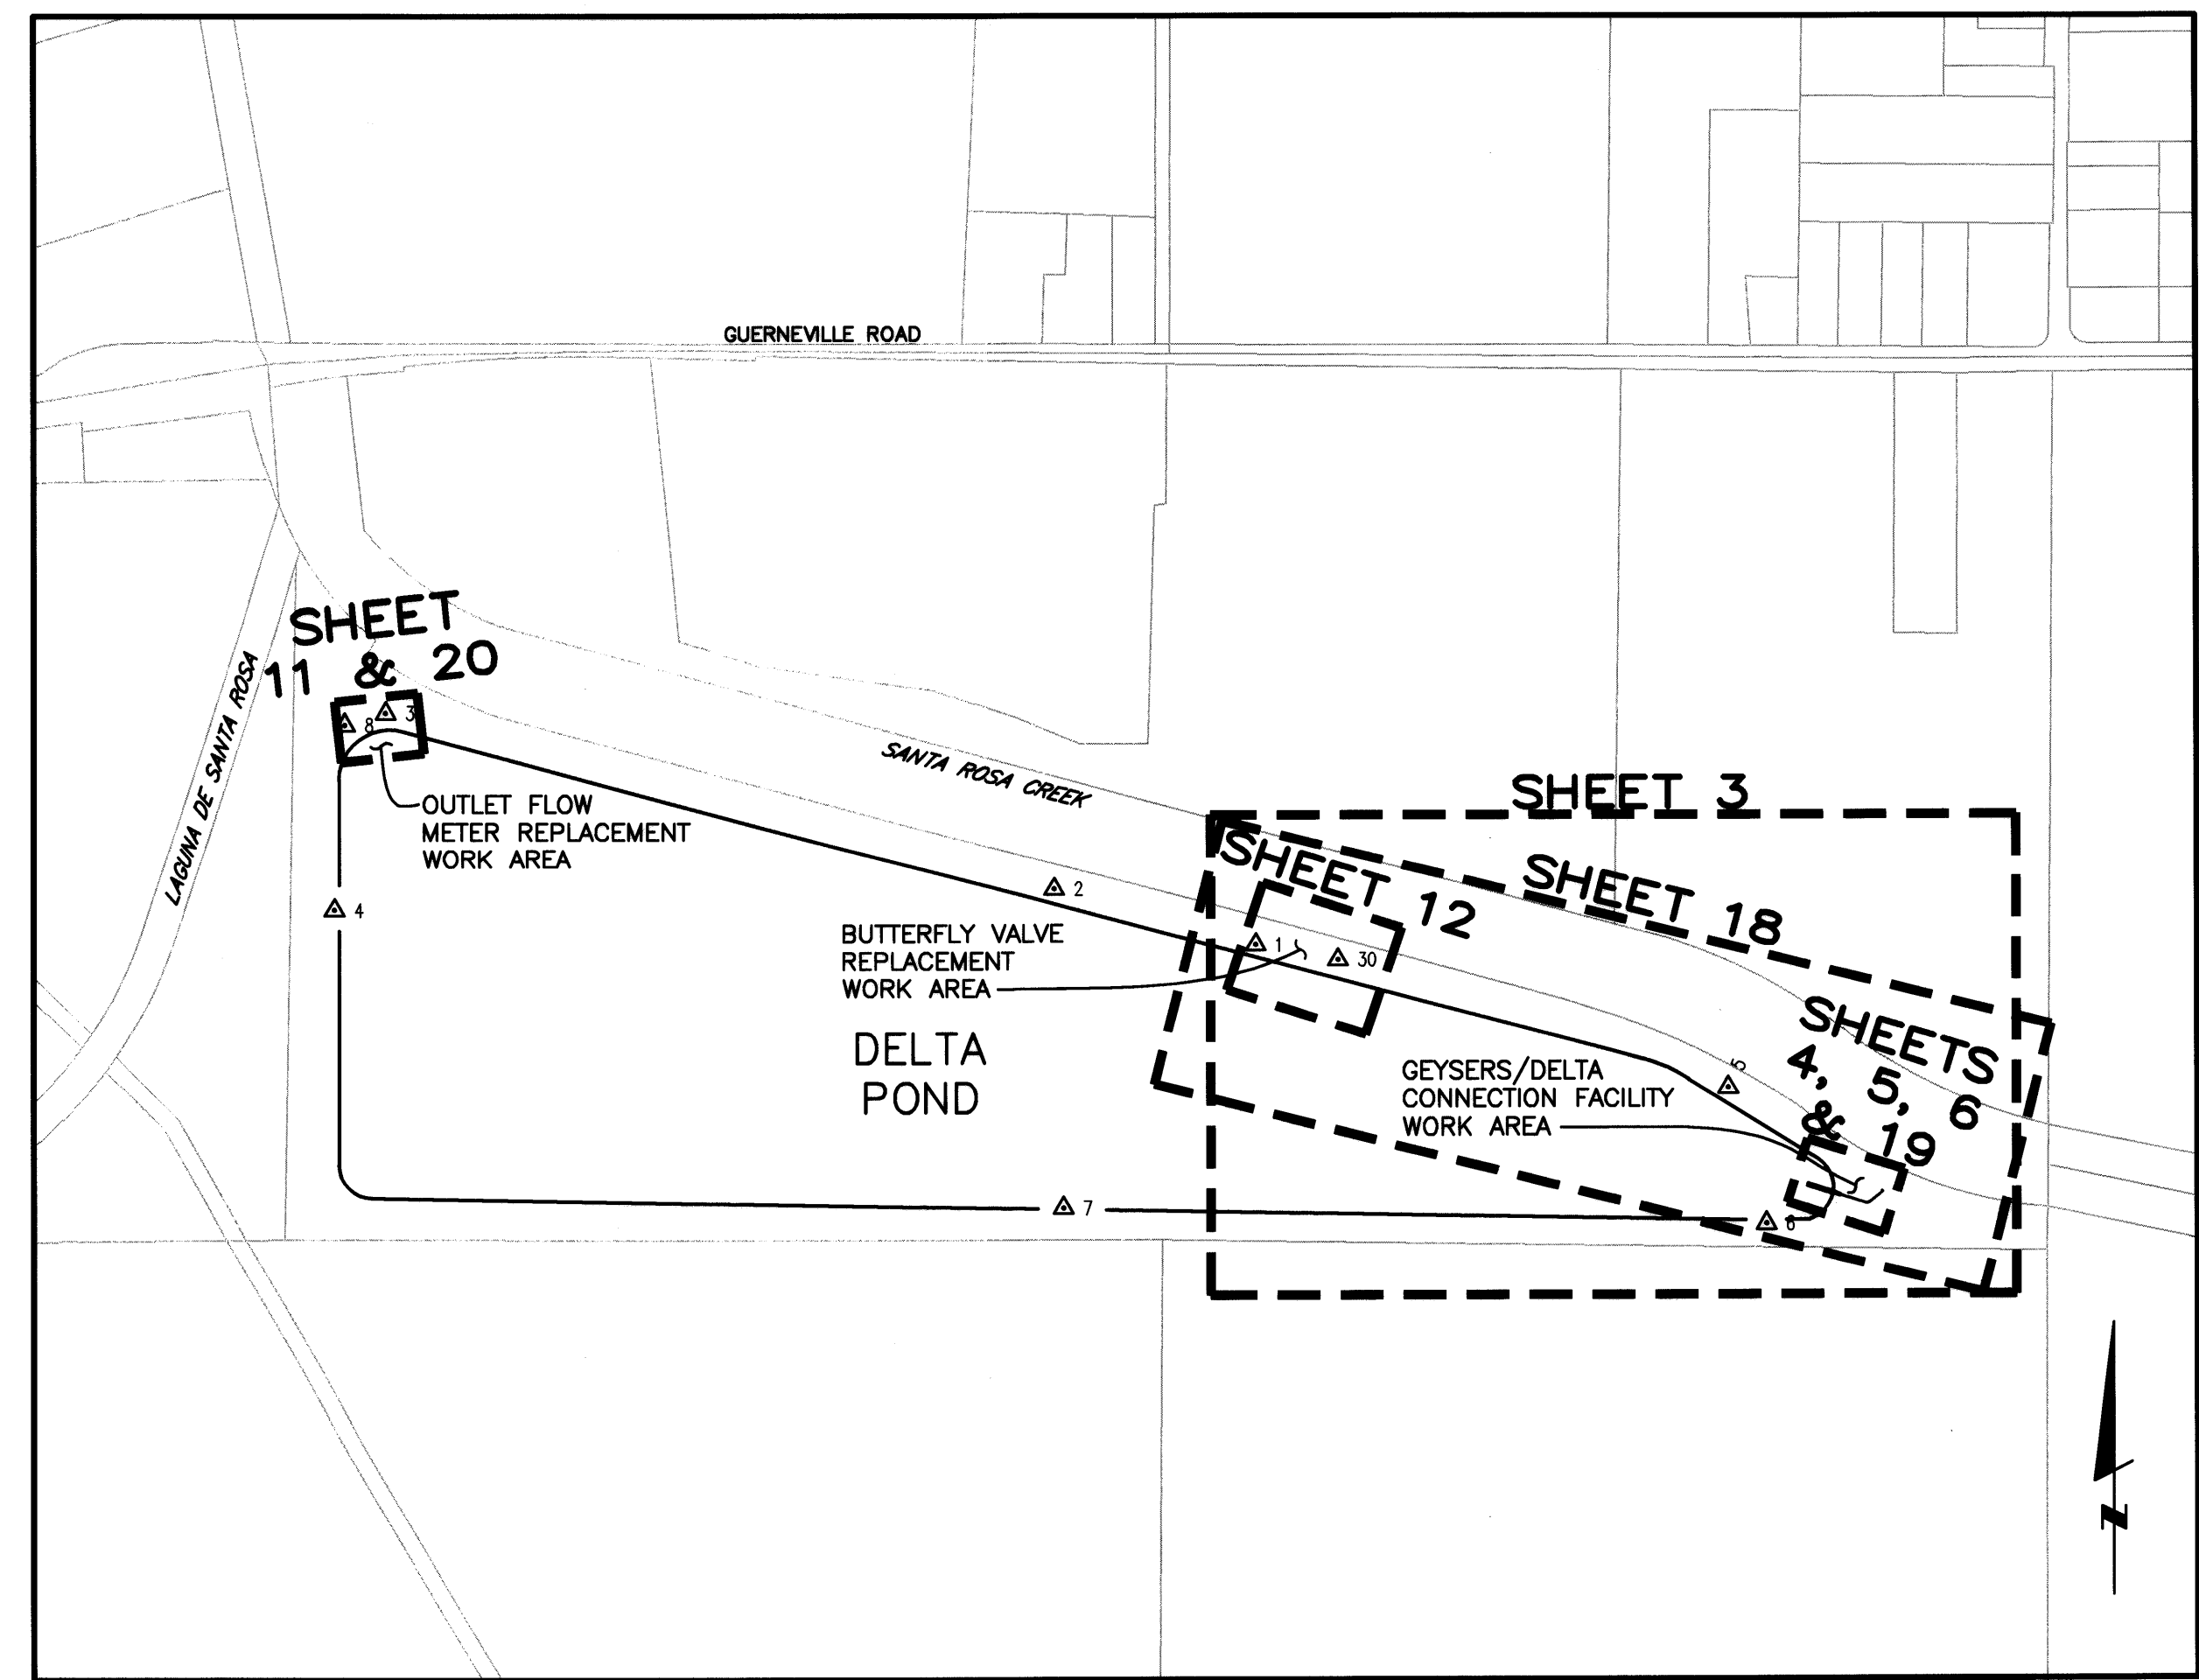 GUERNEVILLE ROAD
SHEET
11 & 20
LAGUNA DE SANTA ROSA
8
3
OUTLET FLOW
METER REPLACEMENT
WORK AREA
SANTA ROSA CREEK
SHEET 3
SHEET 12
SHEET 18
4
2
BUTTERFLY VALVE
REPLACEMENT
WORK AREA
1
30
DELTA
POND
GEYSERS/DELTA
CONNECTION FACILITY
WORK AREA
5
SHEETS
4, 5, 6
& 19
7
6
N